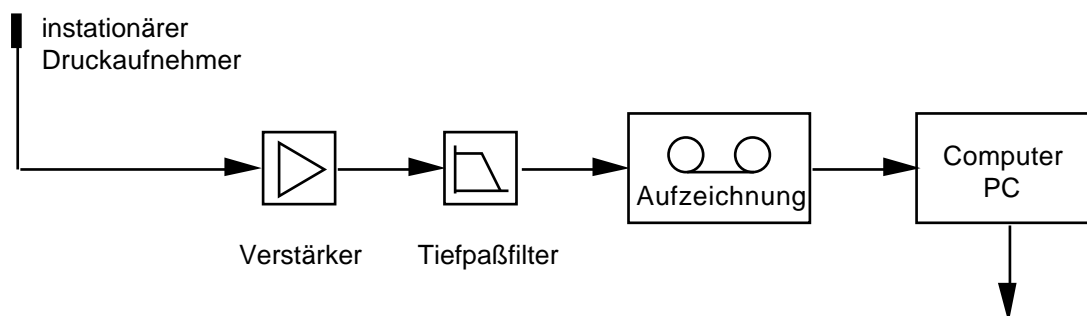 instationärer
Druckaufnehmer
Verstärker
Tiefpaßfilter
Aufzeichnung
Computer
PC